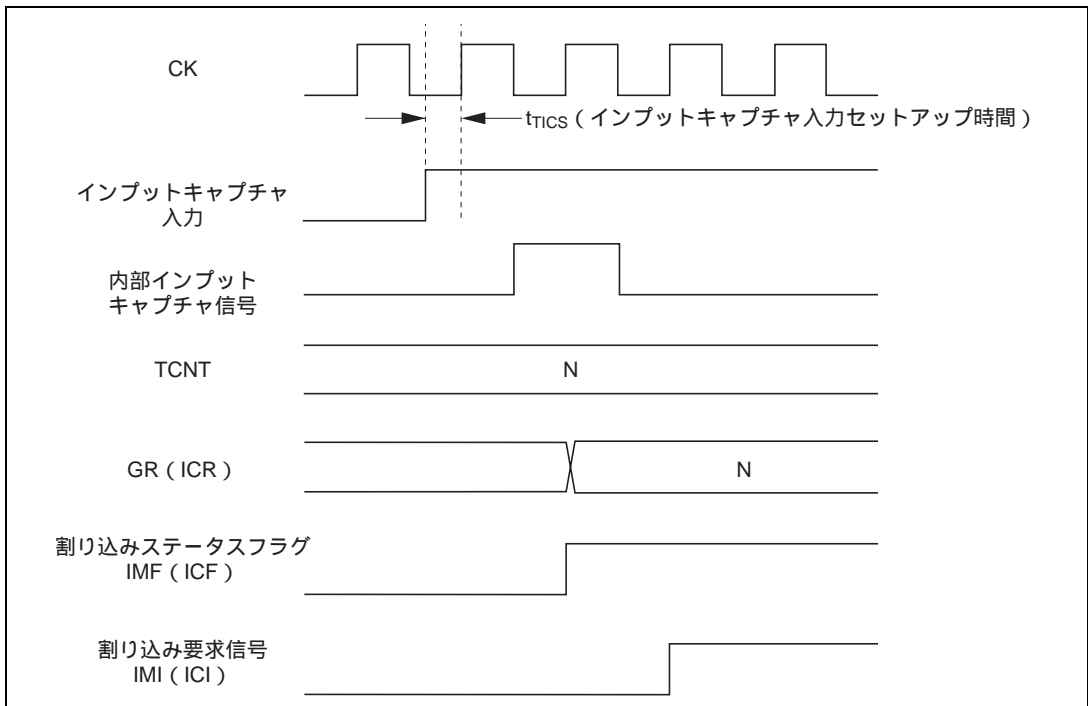 CK
tTICS（インプットキャプチャ入力セットアップ時間）
インプットキャプチャ
入力
内部インプット
キャプチャ信号
TCNT
N
GR（ICR）
N
割り込みステータスフラグ
IMF（ICF）
割り込み要求信号
IMI（ICI）